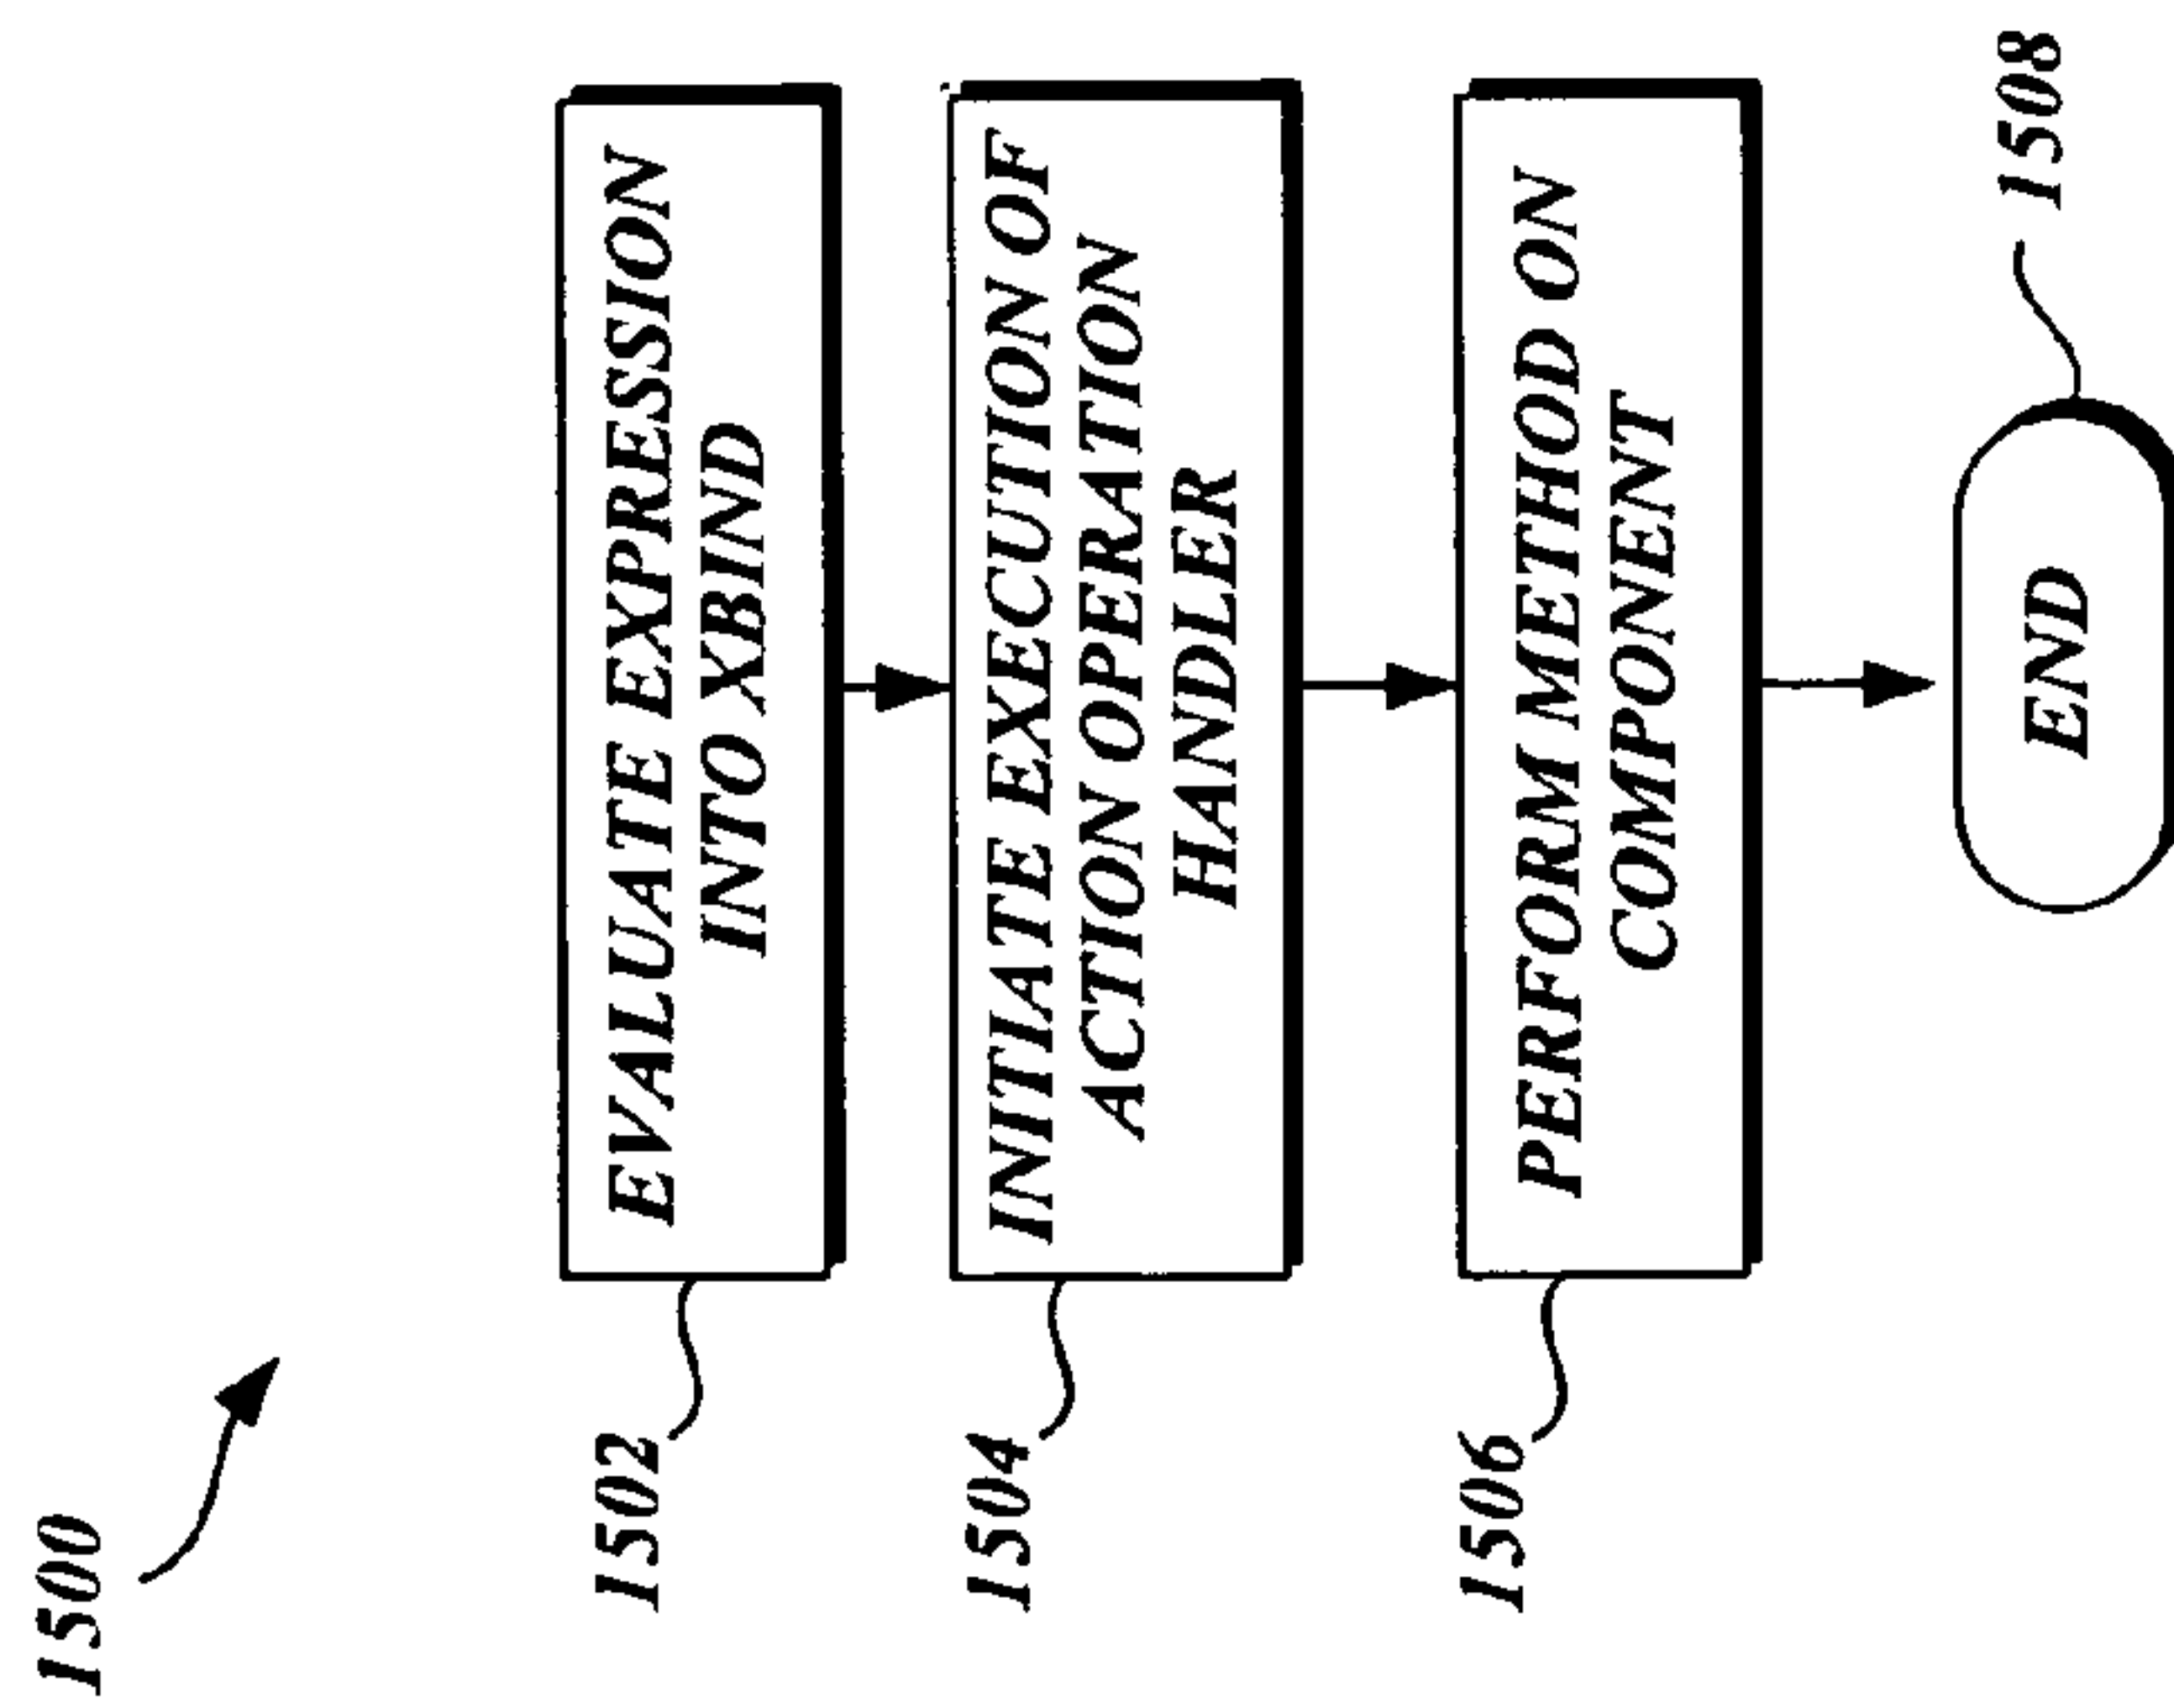 1500
1502
EVALUATE EXPRESSION
INTO XBIND
1504
INITIATE EXECUTION OF
ACTION OPERATION
HANDLER
1506
PERFORM METHOD ON
COMPONENT
END
1508